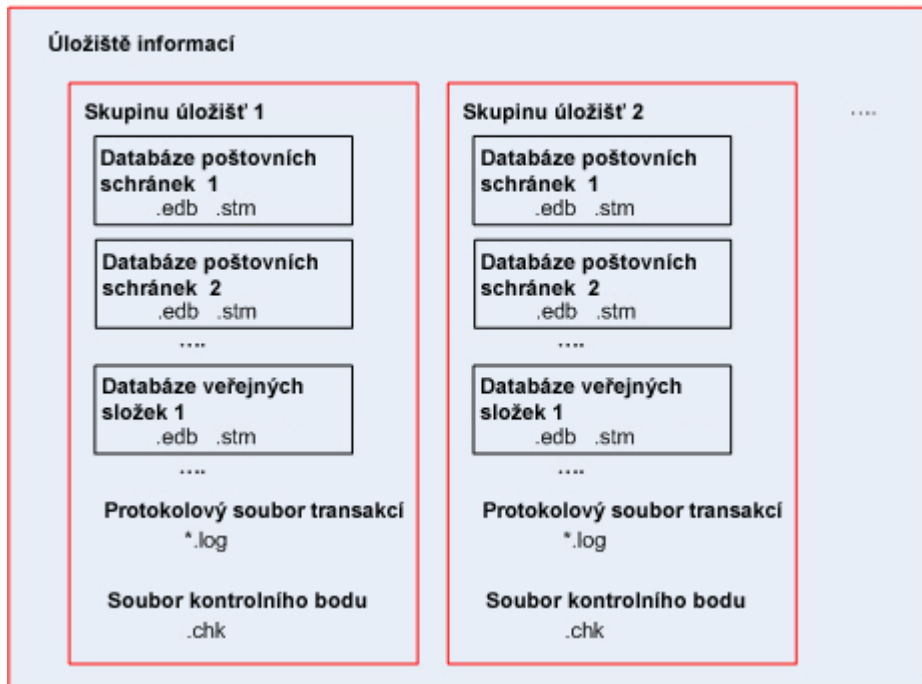 Úložiště informací
Skupinu úložišť 1
Databáze poštovních
schránek 1
.edb .stm
Databáze poštovních
schránek 2
.edb .stm
....
Databáze veřejných
složek 1
.edb .stm
....
Protokolový soubor transakcí
*.log
Soubor kontrolního bodu
.chk
Skupinu úložišť 2
Databáze poštovních
schránek 1
.edb .stm
Databáze poštovních
schránek 2
.edb .stm
....
Databáze veřejných
složek 1
.edb .stm
....
Protokolový soubor transakcí
*.log
Soubor kontrolního bodu
.chk
....